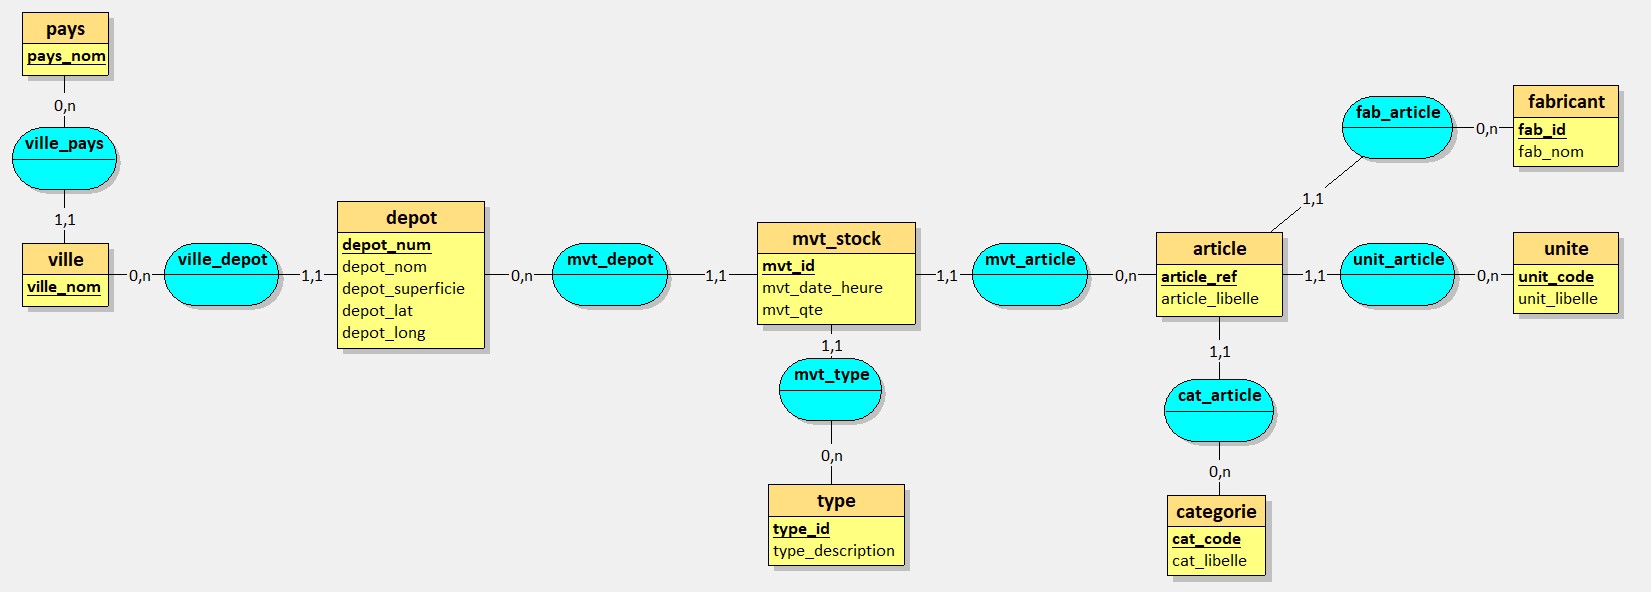 pays
pays_nom
0,n
ville_pays
1,1
ville
ville_nom
0,n
ville_depot
1,1
depot
depot_num
depot_nom
depot_superficie
depot_lat
depot_long
0,n
mvt_depot
1,1
mvt_stock
mvt_id
mvt_date_heure
mvt_qte
1,1
mvt_type
0,n
type
type_id
type_description
1,1
mvt_article
0,n
article
article_ref
article_libelle
1,1
fab_article
0,n
fabricant
fab_id
fab_nom
1,1
unit_article
0,n
unite
unit_code
unit_libelle
1,1
cat_article
0,n
categorie
cat_code
cat_libelle